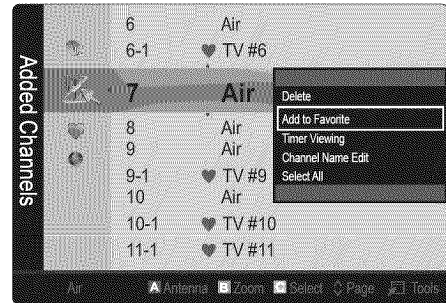 Added Channels
6 Air
6-1 ♥ TV #6
7 Air
8 Air
9 Air
9-1 ♥ TV #9
10 Air
10-1 ♥ TV #10
11-1 ♥ TV #11
Delete
Add to Favorite
Timer Viewing
Channel Name Edit
Select All
Air A Antenna B Zoom Select Page Tools